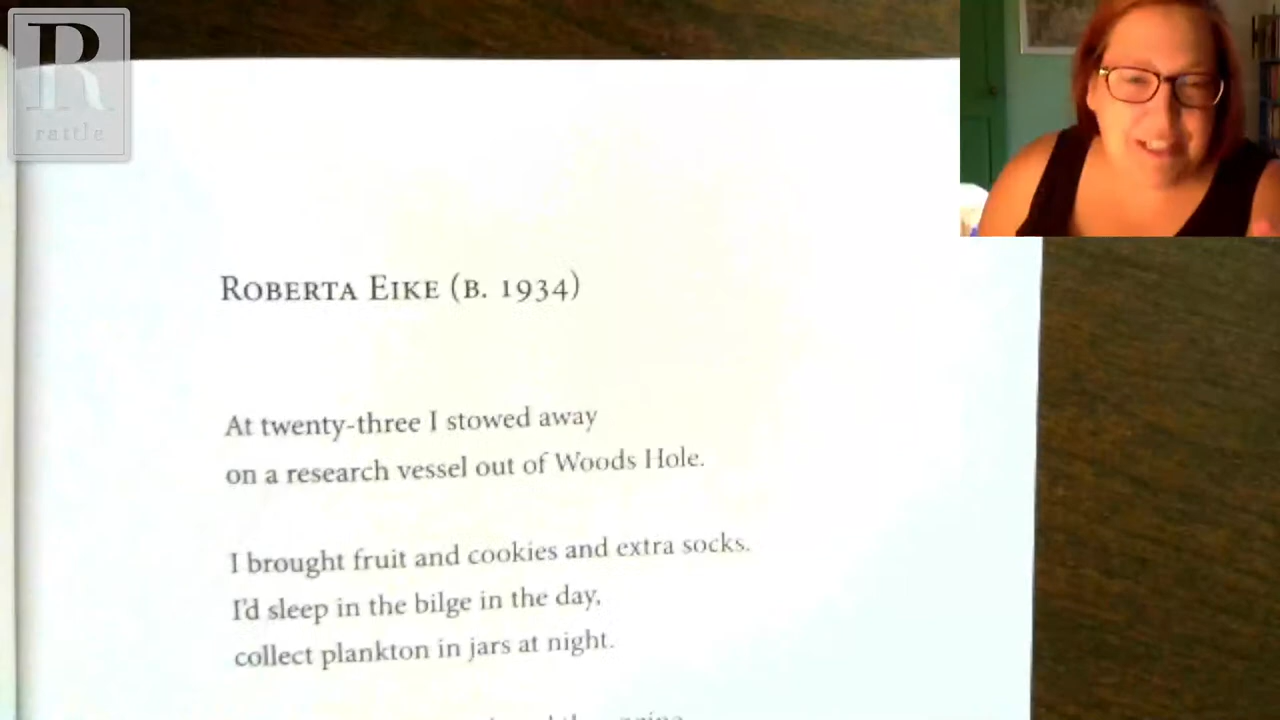 R
rattle
ROBERTA EIKE (B. 1934)
At twenty-three I stowed away
on a research vessel out of Woods Hole.
I brought fruit and cookies and extra socks.
I'd sleep in the bilge in the day,
collect plankton in jars at night.